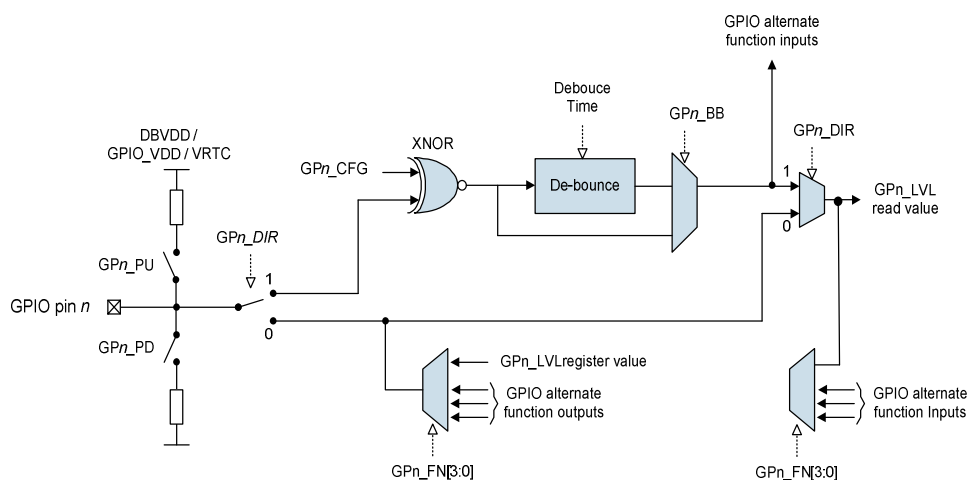 GPIO alternate
function inputs
Debouce
Time
GPn_BB
GPn_DIR
DBVDD /
GPIO_VDD / VRTC
XNOR
GPn_CFG
De-bounce
1
GPn_LVL
read value
0
GPn_DIR
GPn_PU
1
GPIO pin n
0
GPn_PD
GPn_LVLregister value
GPIO alternate
function outputs
GPIO alternate
function Inputs
GPn_FN[3:0]
GPn_FN[3:0]